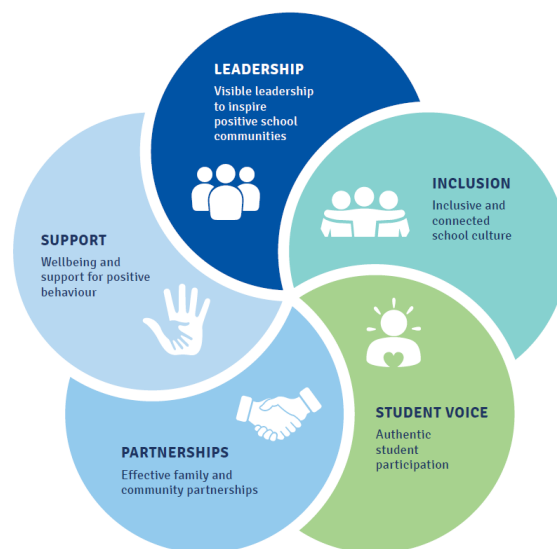 LEADERSHIP
Visible leadership
to inspire
positive school
communities
INCLUSION
Inclusive and
connected
school culture
SUPPORT
Wellbeing and
support for positive
behaviour
STUDENT VOICE
Authentic
student
participation
PARTNERSHIPS
Effective family and
community partnerships